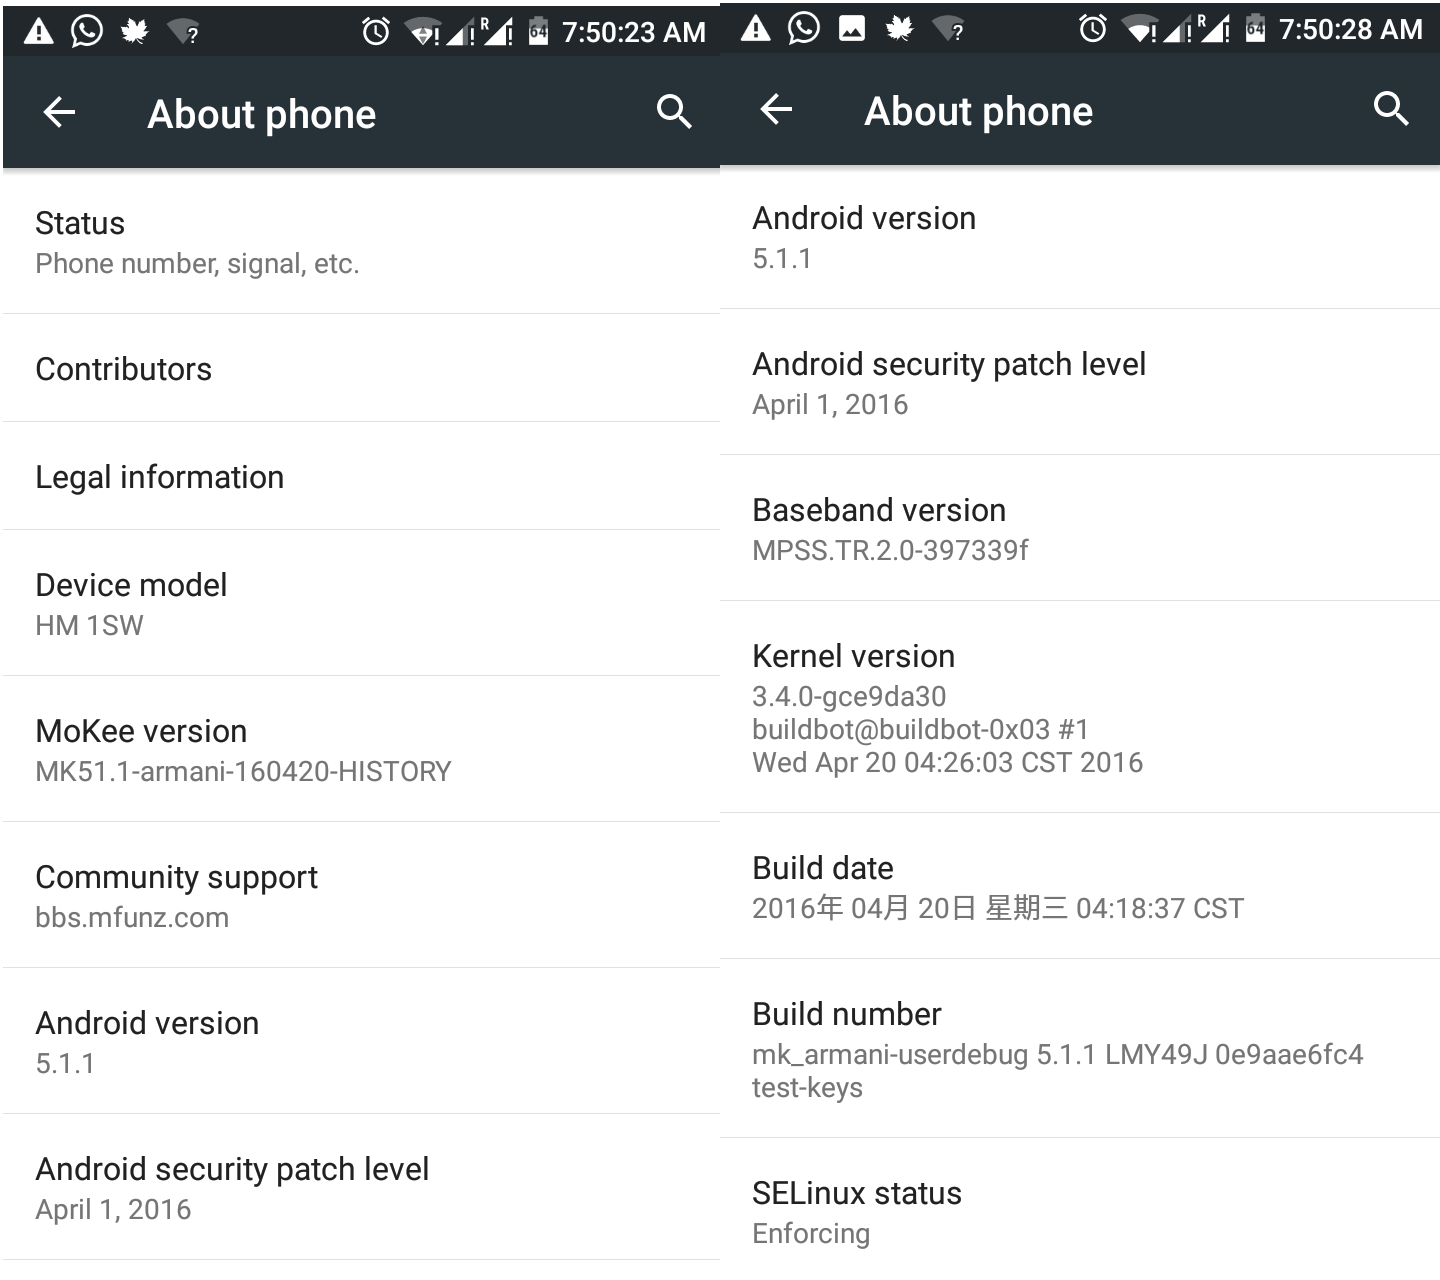 R
64
7:50:23 AM
About phone
Status
Phone number, signal, etc.
Contributors
Legal information
Device model
HM 1SW
MoKee version
MK51.1-armani-160420-HISTORY
Community support
bbs.mfunz.com
Android version
5.1.1
Android security patch level
April 1, 2016
R
64
7:50:28 AM
About phone
Android version
5.1.1
Android security patch level
April 1, 2016
Baseband version
MPSS.TR.2.0-397339f
Kernel version
3.4.0-gce9da30
buildbot@buildbot-0x03 #1
Wed Apr 20 04:26:03 CST 2016
Build date
2016年 04月 20日 星期三 04:18:37 CST
Build number
mk_armani-userdebug 5.1.1 LMY49J 0e9aae6fc4
test-keys
SELinux status
Enforcing